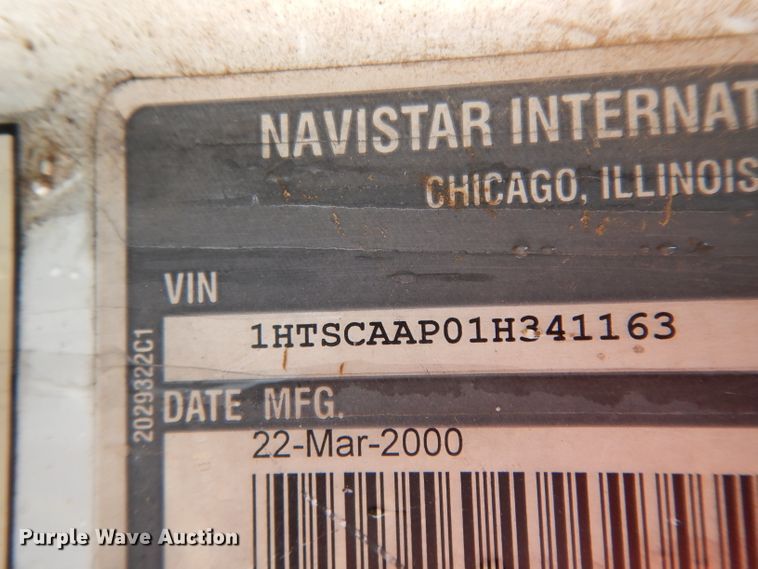 NAVISTAR INTERNAT
CHICAGO, ILLINOIS
VIN
1HTSCAAP01H341163
DATE MFG.
22-Mar-2000
2029322C1
Purple Wave Auction